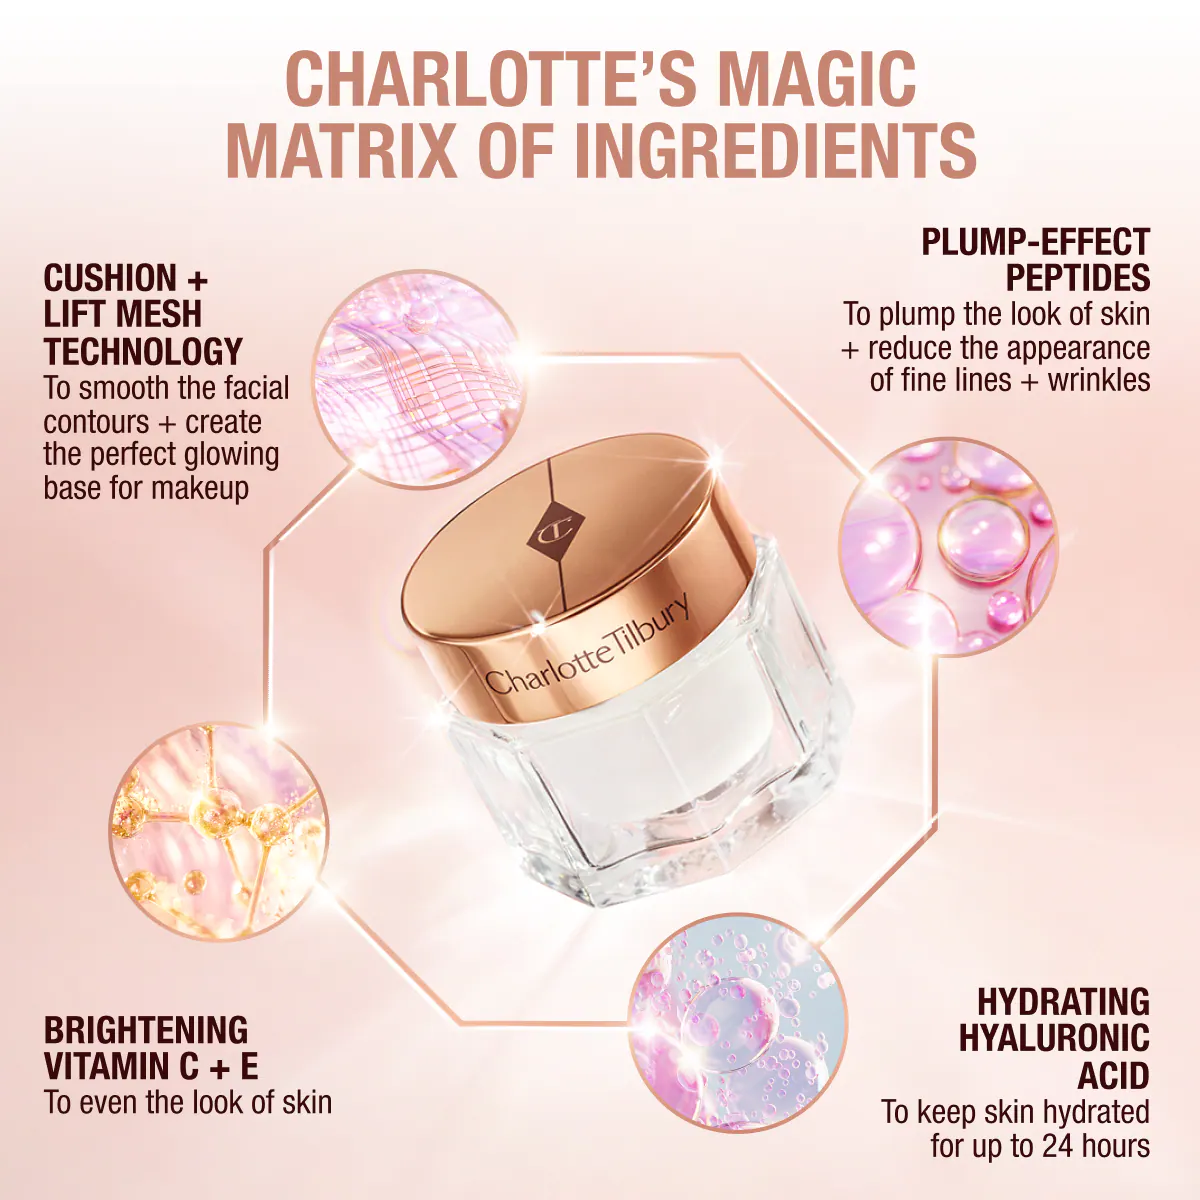 CHARLOTTE’S MAGIC
MATRIX OF INGREDIENTS
CUSHION +
LIFT MESH
TECHNOLOGY
To smooth the facial
contours + create
the perfect glowing
base for makeup
PLUMP-EFFECT
PEPTIDES
To plump the look of skin
+ reduce the appearance
of fine lines + wrinkles
CT
Charlotte Tilbury
BRIGHTENING
VITAMIN C + E
To even the look of skin
HYDRATING
HYALURONIC
ACID
To keep skin hydrated
for up to 24 hours